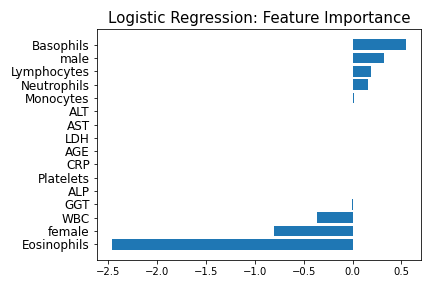 Logistic Regression: Feature Importance
Basophils
male
Lymphocytes
Neutrophils
Monocytes
ALT
AST
LDH
AGE
CRP
Platelets
ALP
GGT
WBC
female
Eosinophils
−2.5 −2.0 −1.5 −1.0 −0.5 0.0 0.5